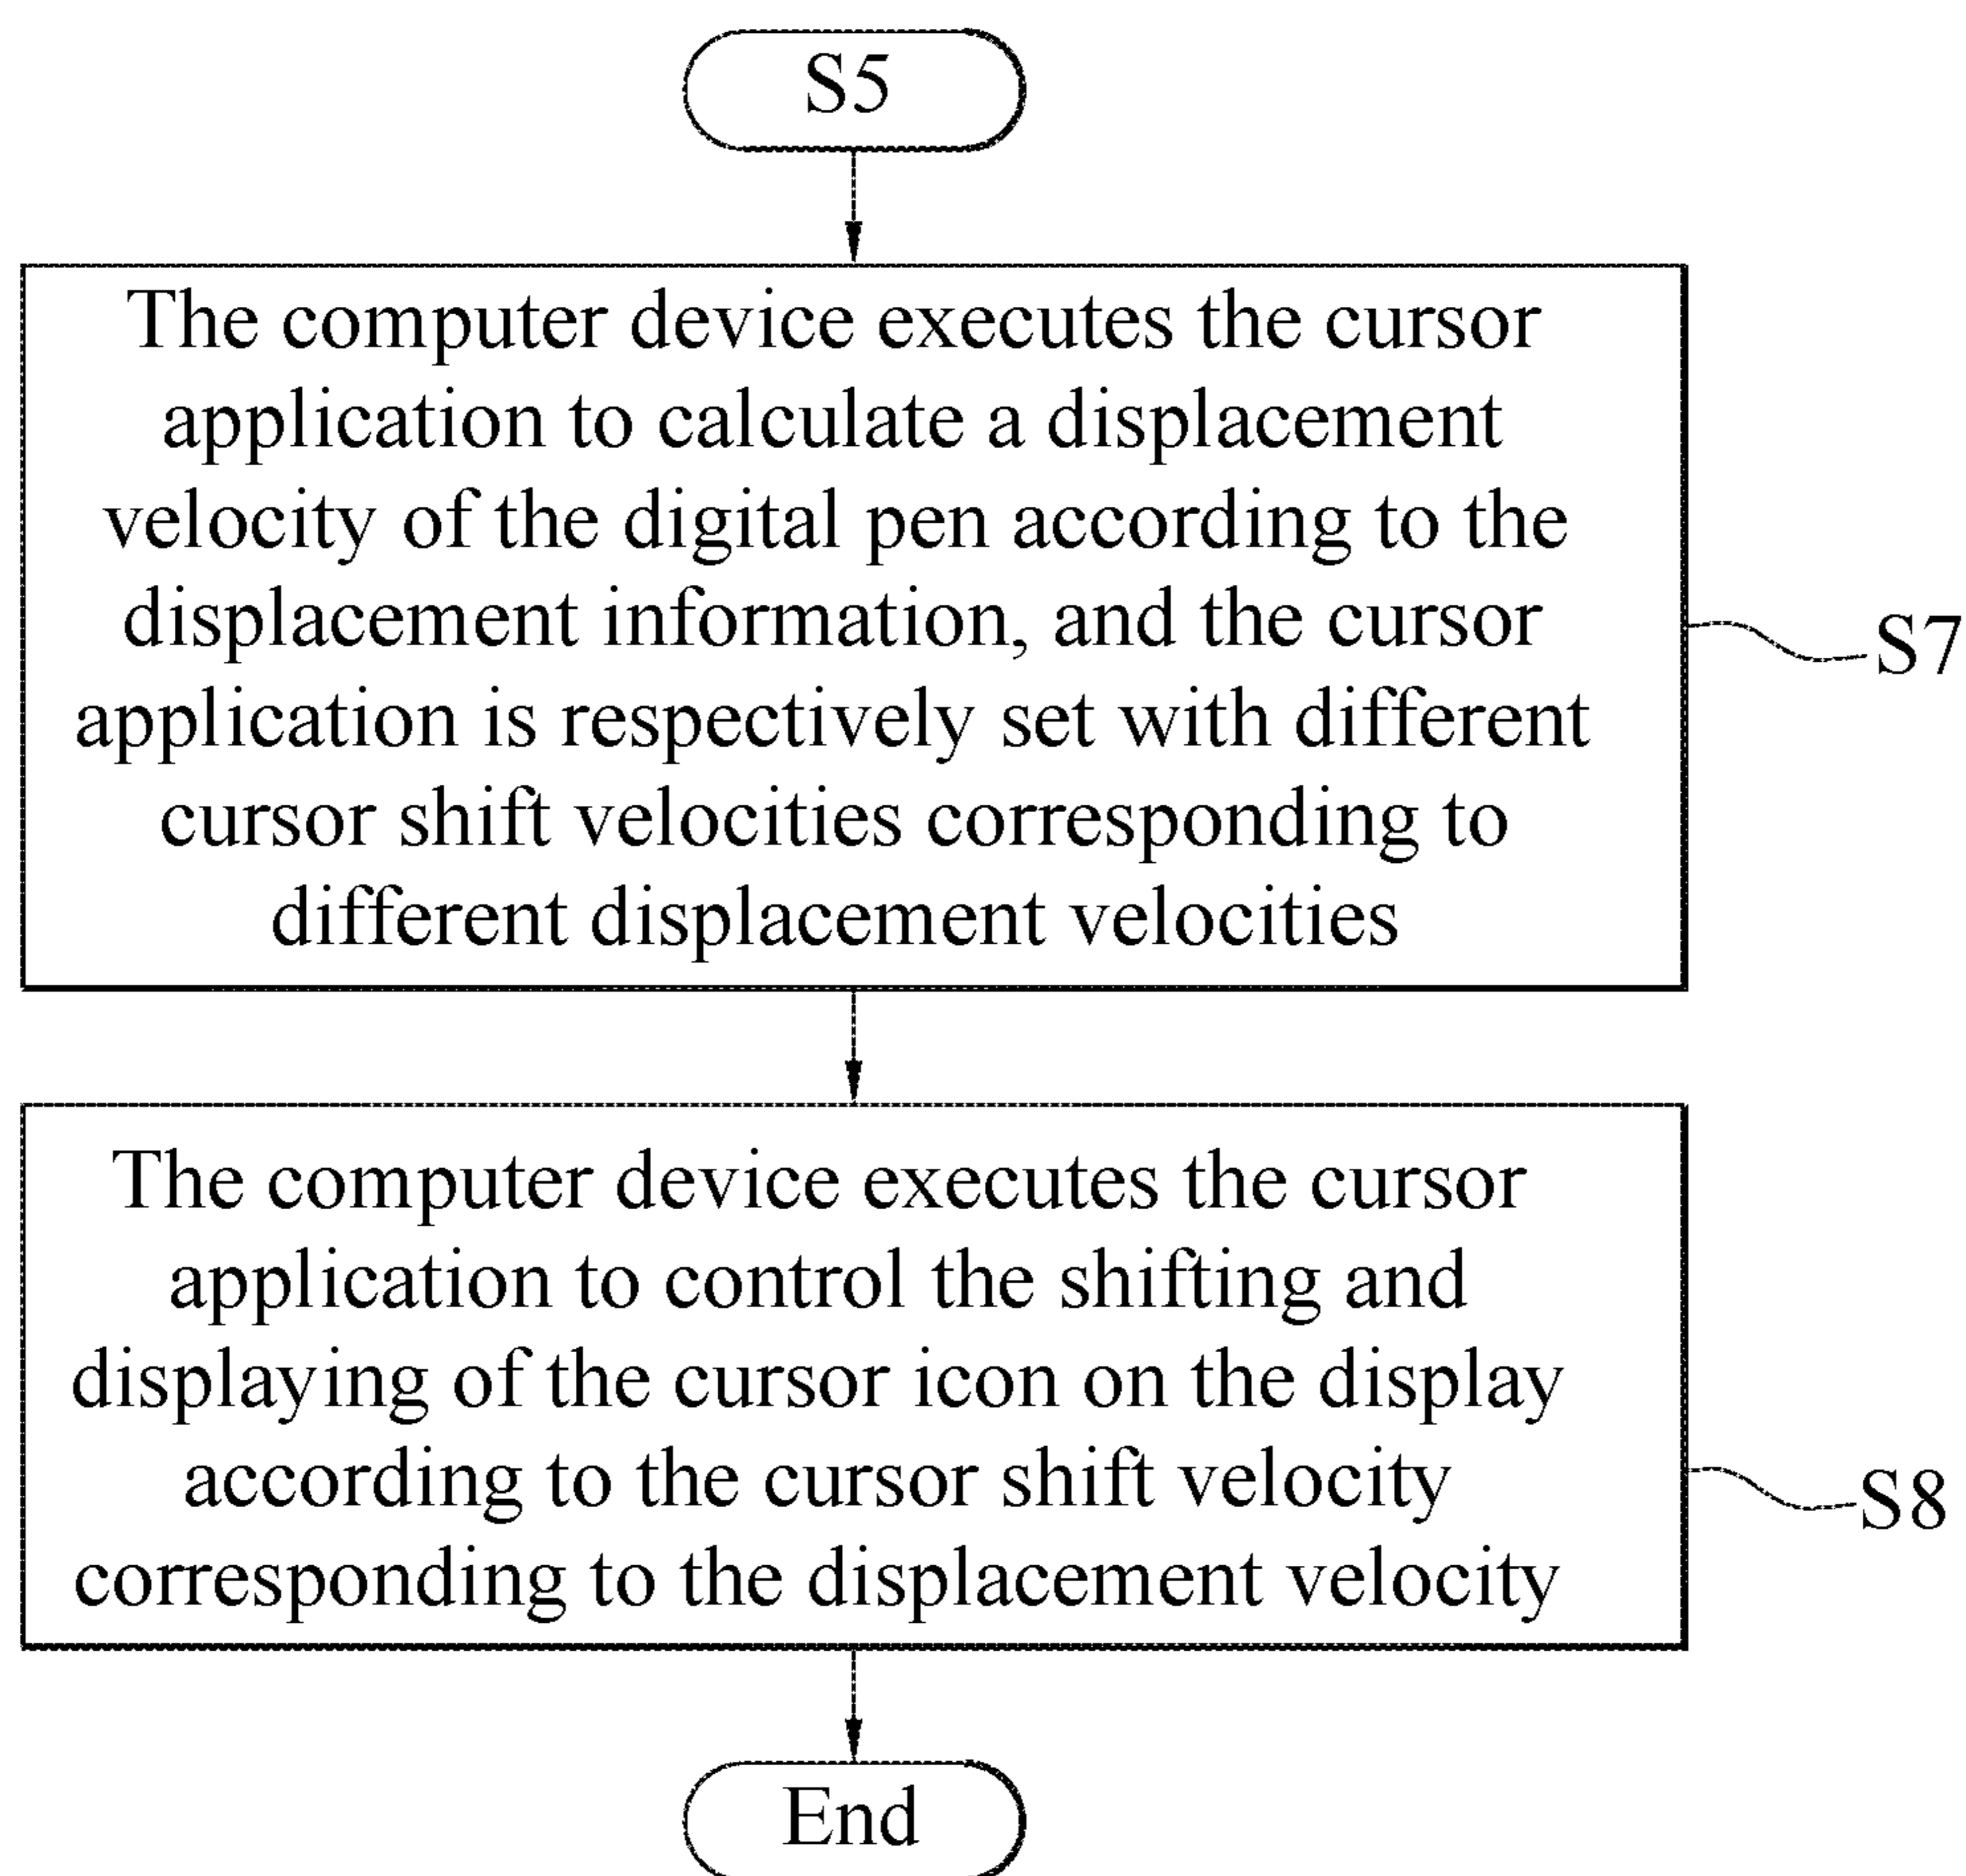 S5
The computer device executes the cursor
application to calculate a displacement
velocity of the digital pen according to the
displacement information, and the cursor
application is respectively set with different
cursor shift velocities corresponding to
different displacement velocities
S7
The computer device executes the cursor
application to control the shifting and
displaying of the cursor icon on the display
according to the cursor shift velocity
corresponding to the displacement velocity
S8
End